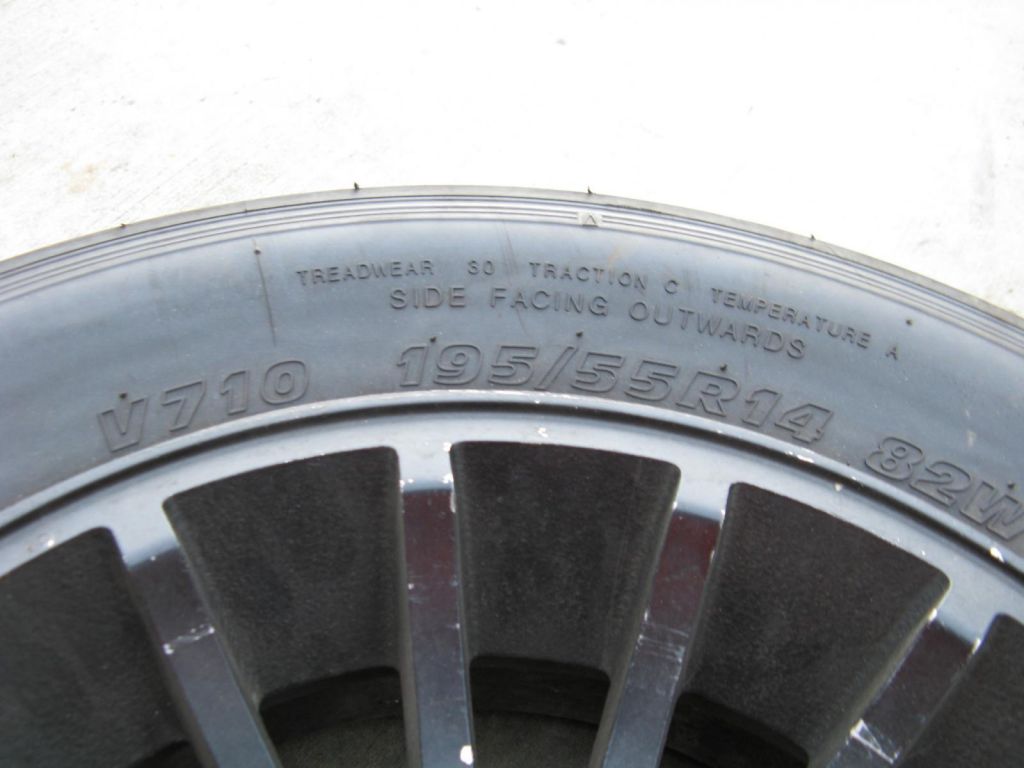 TREADWEAR 30 TRACTION C TEMPERATURE A
SIDE FACING OUTWARDS
V710 195/55R14 82W